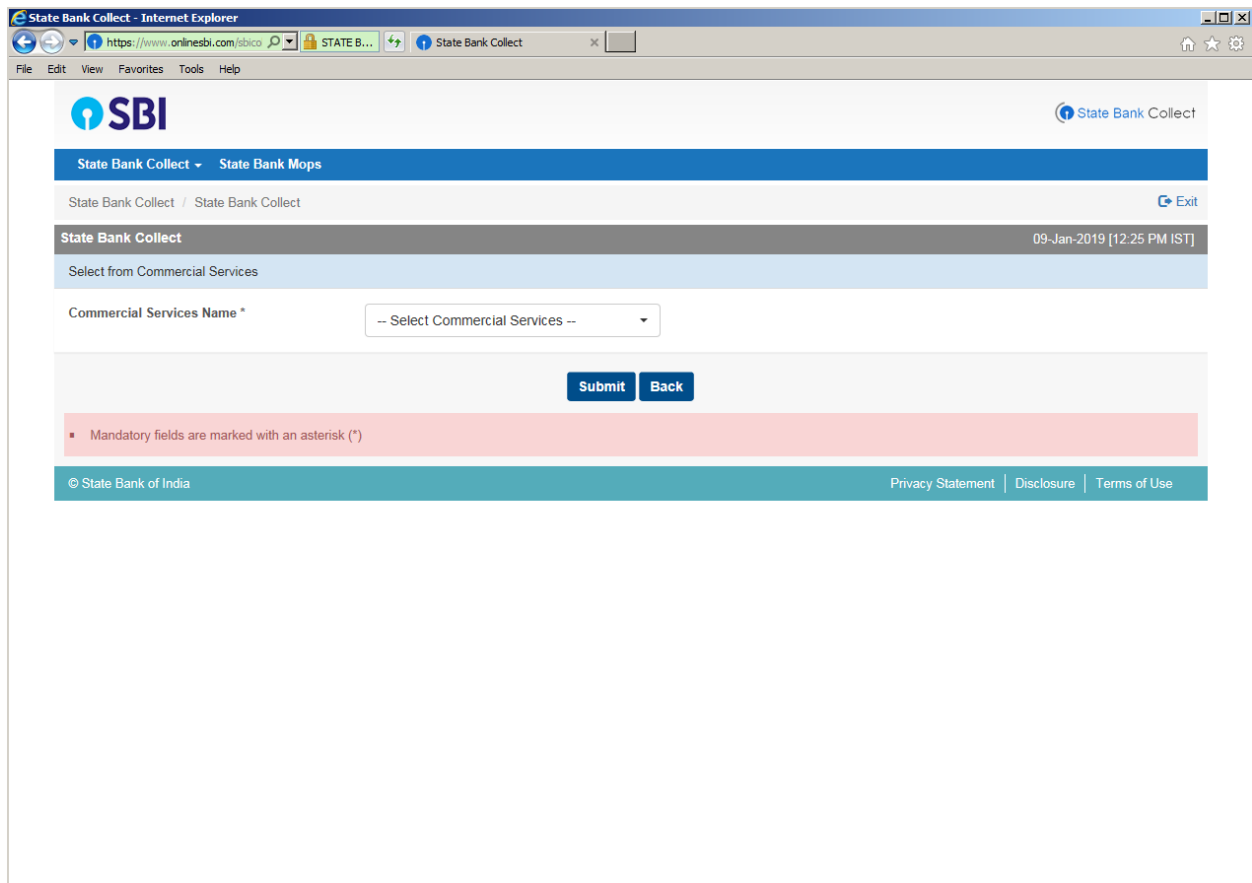 State Bank Collect - Internet Explorer
https://www.onlinesbi.com/sbico STATE B... State Bank Collect
File Edit View Favorites Tools Help
SBI State Bank Collect
State Bank Collect State Bank Mops
State Bank Collect / State Bank Collect Exit
State Bank Collect 09-Jan-2019 [12:25 PM IST]
Select from Commercial Services
Commercial Services Name * -- Select Commercial Services --
Submit Back
Mandatory fields are marked with an asterisk (*)
© State Bank of India Privacy Statement Disclosure Terms of Use